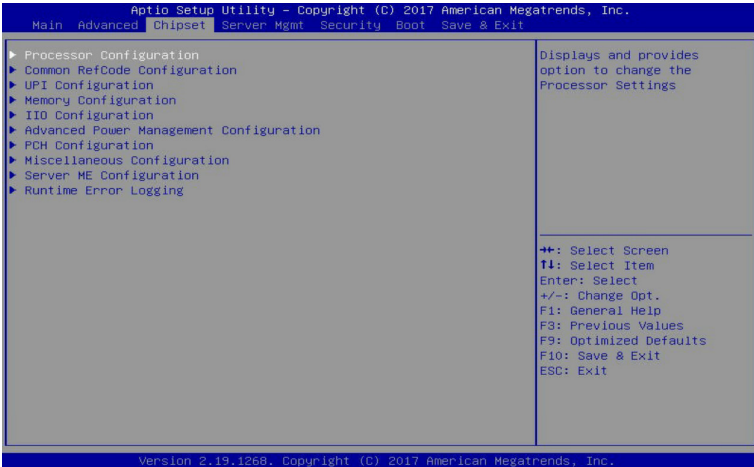 Aptio Setup Utility – Copyright (C) 2017 American Megatrends, Inc.
Main Advanced Chipset Server Mgmt Security Boot Save & Exit
Processor Configuration
Common RefCode Configuration
UPI Configuration
Memory Configuration
IIO Configuration
Advanced Power Management Configuration
PCH Configuration
Miscellaneous Configuration
Server ME Configuration
Runtime Error Logging
Displays and provides
option to change the
Processor Settings
→←: Select Screen
↑↓: Select Item
Enter: Select
+/-: Change Opt.
F1: General Help
F3: Previous Values
F9: Optimized Defaults
F10: Save & Exit
ESC: Exit
Version 2.19.1268. Copyright (C) 2017 American Megatrends, Inc.